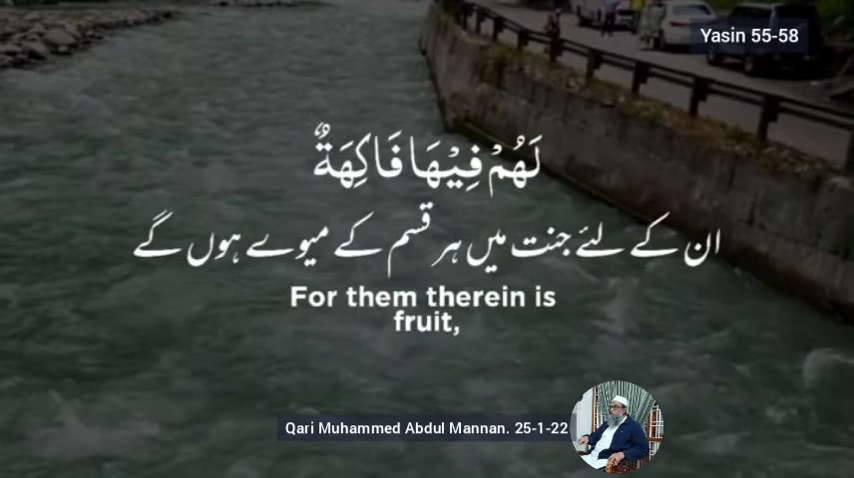 Yasin 55-58
لَهُمْ فِيْهَا فَاكِهَةٌ
ان کے لئے جنت میں ہر قسم کے میوے ہوں گے
For them therein is
fruit,
Qari Muhammed Abdul Mannan. 25-1-22